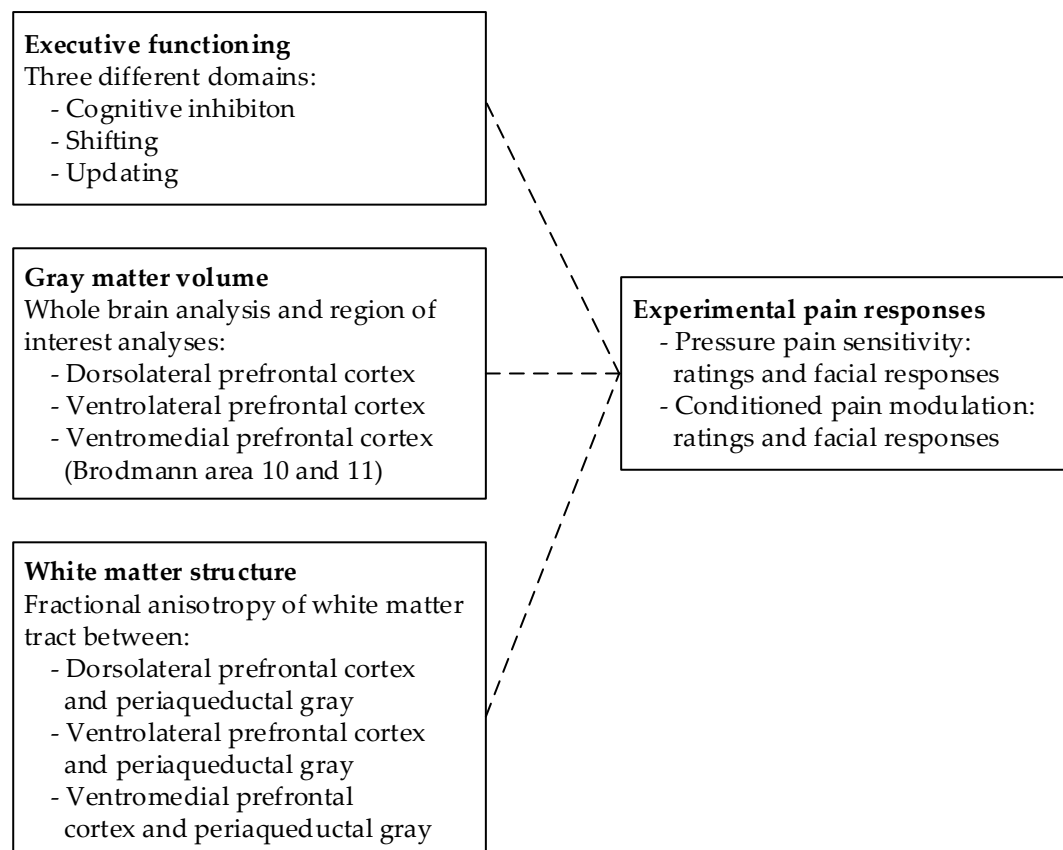 Executive functioning
Three different domains:
- Cognitive inhibiton
- Shifting
- Updating
Gray matter volume
Whole brain analysis and region of
interest analyses:
- Dorsolateral prefrontal cortex
- Ventrolateral prefrontal cortex
- Ventromedial prefrontal cortex
(Brodmann area 10 and 11)
White matter structure
Fractional anisotropy of white matter
tract between:
- Dorsolateral prefrontal cortex
and periaqueductal gray
- Ventrolateral prefrontal cortex
and periaqueductal gray
- Ventromedial prefrontal
cortex and periaqueductal gray
Experimental pain responses
- Pressure pain sensitivity:
ratings and facial responses
- Conditioned pain modulation:
ratings and facial responses